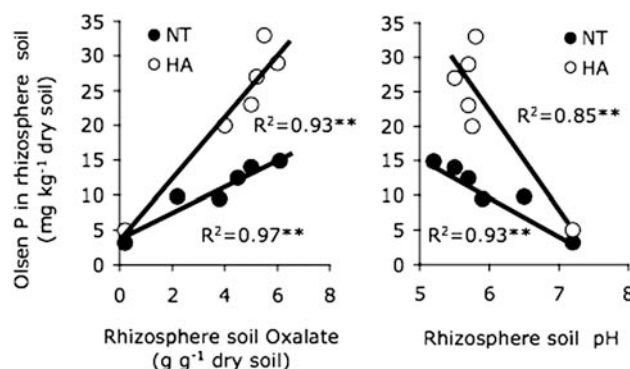 Olsen P in rhizosphere soil
(mg kg⁻¹ dry soil)
35
30
25
20
15
10
5
0
NT
HA
R²=0.93**
R²=0.97**
0 2 4 6 8
Rhizosphere soil Oxalate
(g g⁻¹ dry soil)
35
30
25
20
15
10
5
0
NT
HA
R²=0.85**
R²=0.93**
5 6 7 8
Rhizosphere soil pH